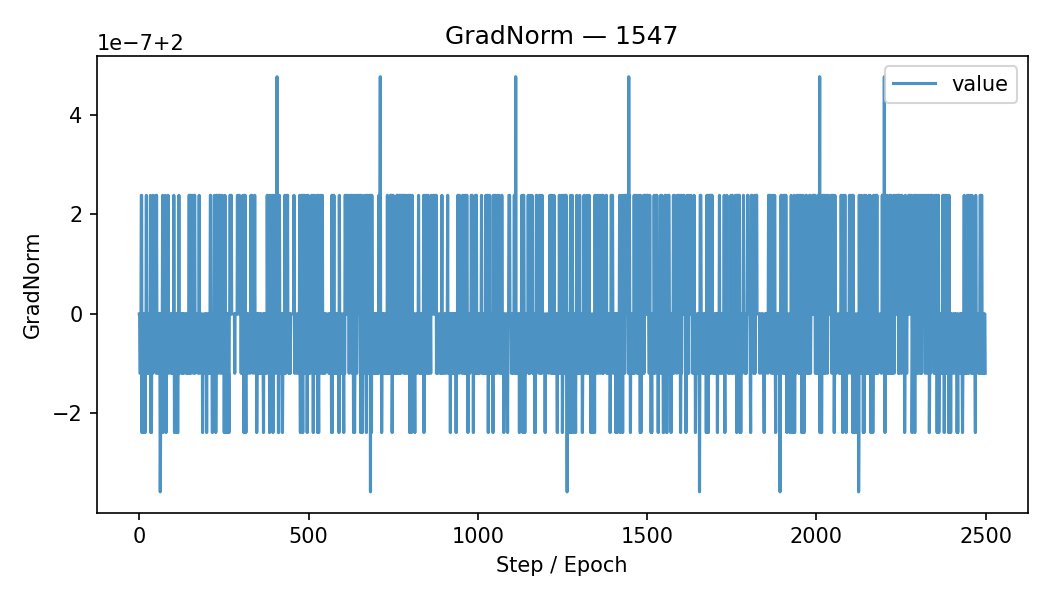 GradNorm — 1547
1e−7+2
value
4
2
0
−2
GradNorm
0 500 1000 1500 2000 2500
Step / Epoch